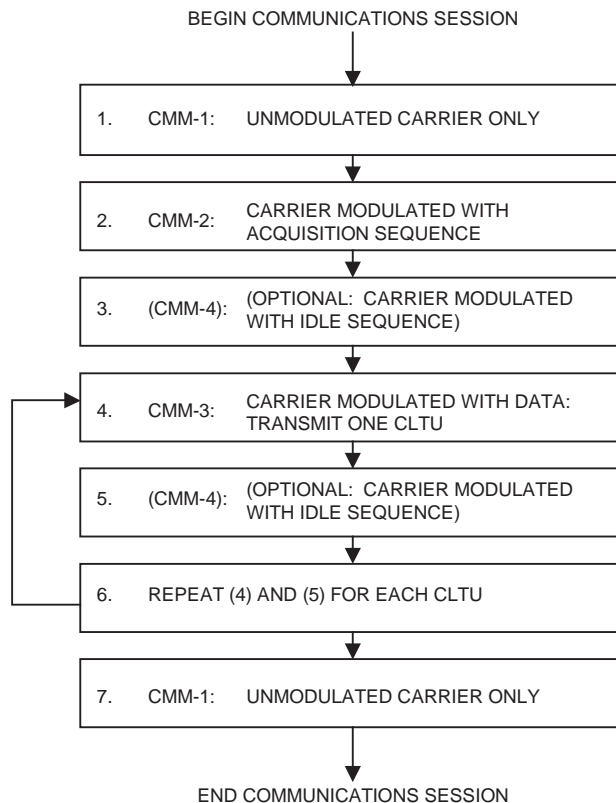 BEGIN COMMUNICATIONS SESSION
1. CMM-1: UNMODULATED CARRIER ONLY
2. CMM-2: CARRIER MODULATED WITH
ACQUISITION SEQUENCE
3. (CMM-4): (OPTIONAL: CARRIER MODULATED
WITH IDLE SEQUENCE)
4. CMM-3: CARRIER MODULATED WITH DATA:
TRANSMIT ONE CLTU
5. (CMM-4): (OPTIONAL: CARRIER MODULATED
WITH IDLE SEQUENCE)
6. REPEAT (4) AND (5) FOR EACH CLTU
7. CMM-1: UNMODULATED CARRIER ONLY
END COMMUNICATIONS SESSION